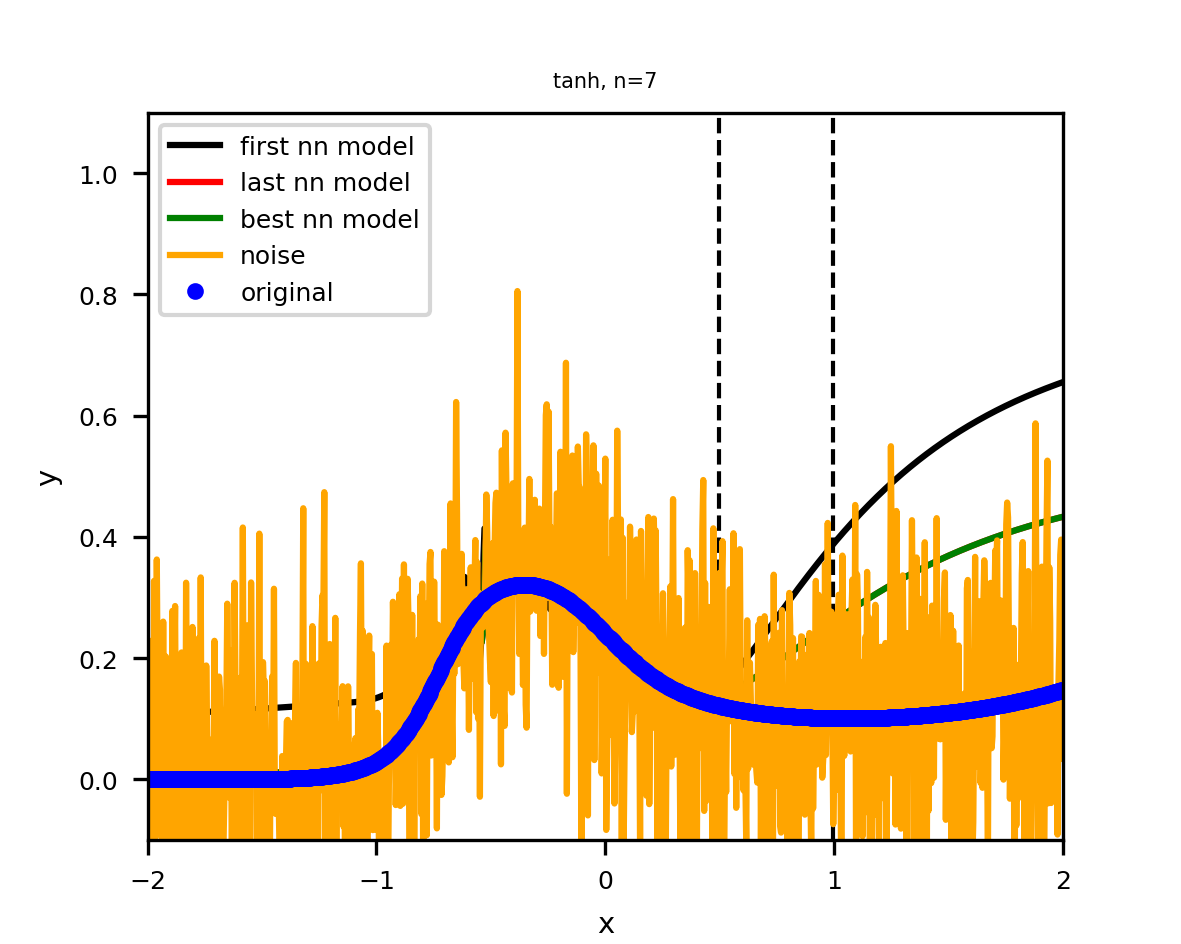 tanh, n=7
first nn model
last nn model
best nn model
noise
original
1.0
0.8
0.6
0.4
0.2
0.0
y
−2
−1
0
1
2
x